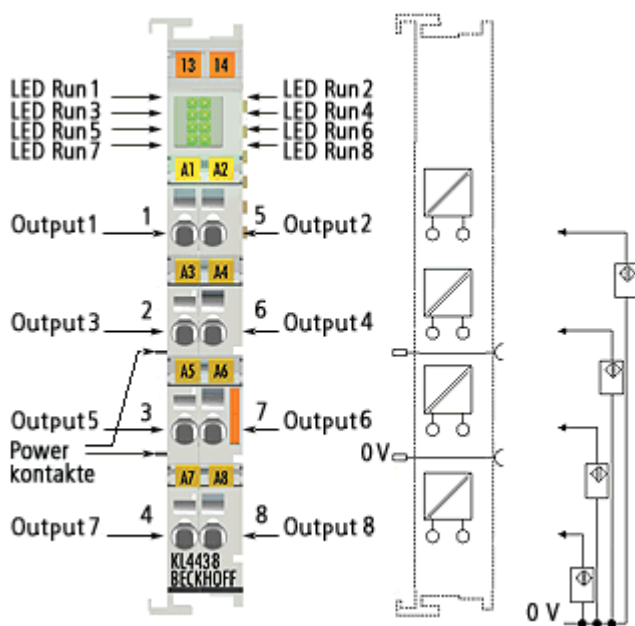 13 14
LED Run 1
LED Run 2
LED Run 3
LED Run 4
LED Run 5
LED Run 6
LED Run 7
LED Run 8
A1 A2
Output 1
1
5
Output 2
A3 A4
Output 3
2
6
Output 4
A5 A6
Output 5
3
7
Output 6
Power
kontakte
0 V
A7 A8
Output 7
4
8
Output 8
KL4438
BECKHOFF
0 V